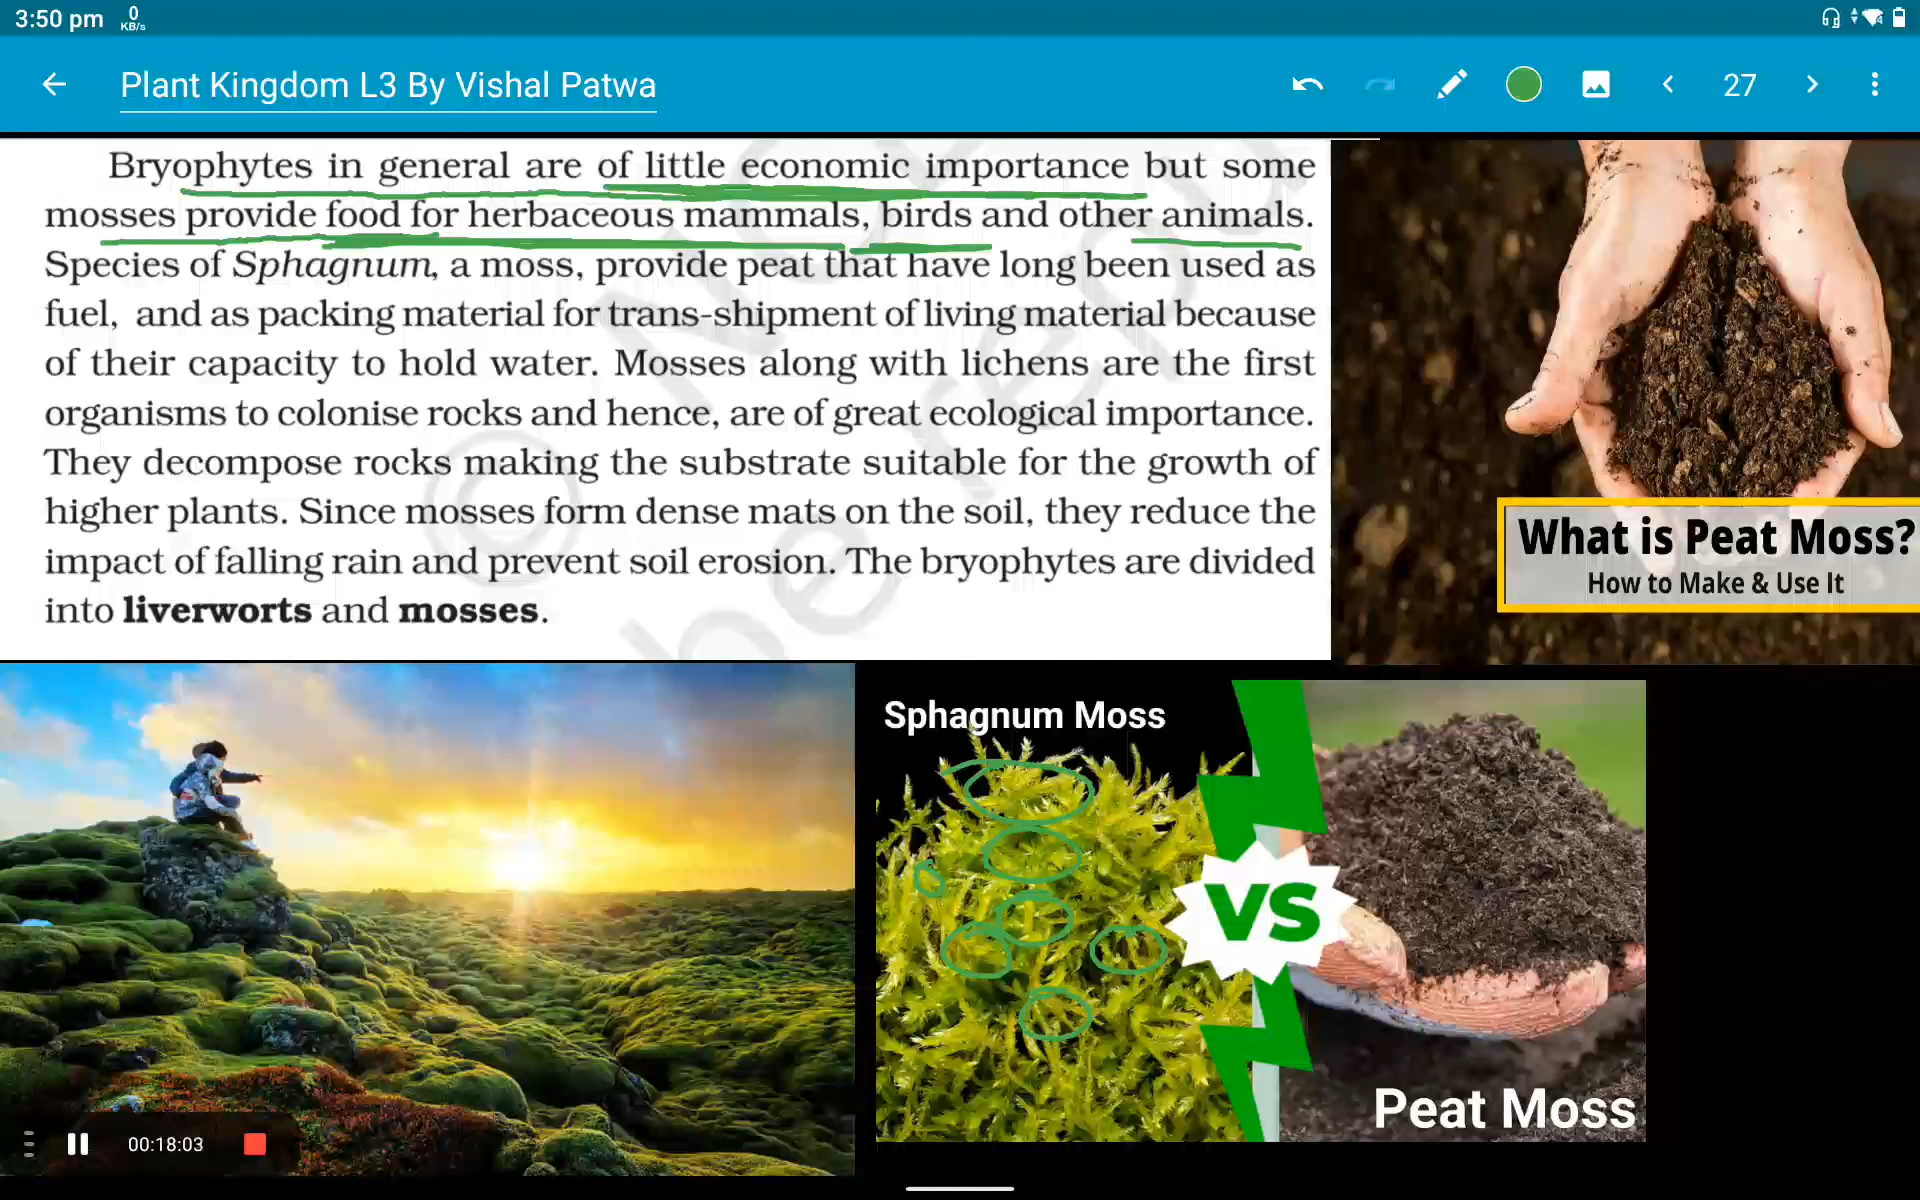 3:50 pm 0 KB/s
Plant Kingdom L3 By Vishal Patwa 27
Bryophytes in general are of little economic importance but some
mosses provide food for herbaceous mammals, birds and other animals.
Species of Sphagnum, a moss, provide peat that have long been used as
fuel, and as packing material for trans-shipment of living material because
of their capacity to hold water. Mosses along with lichens are the first
organisms to colonise rocks and hence, are of great ecological importance.
They decompose rocks making the substrate suitable for the growth of
higher plants. Since mosses form dense mats on the soil, they reduce the
impact of falling rain and prevent soil erosion. The bryophytes are divided
into liverworts and mosses.
What is Peat Moss?
How to Make & Use It
Sphagnum Moss
VS
Peat Moss
00:18:03